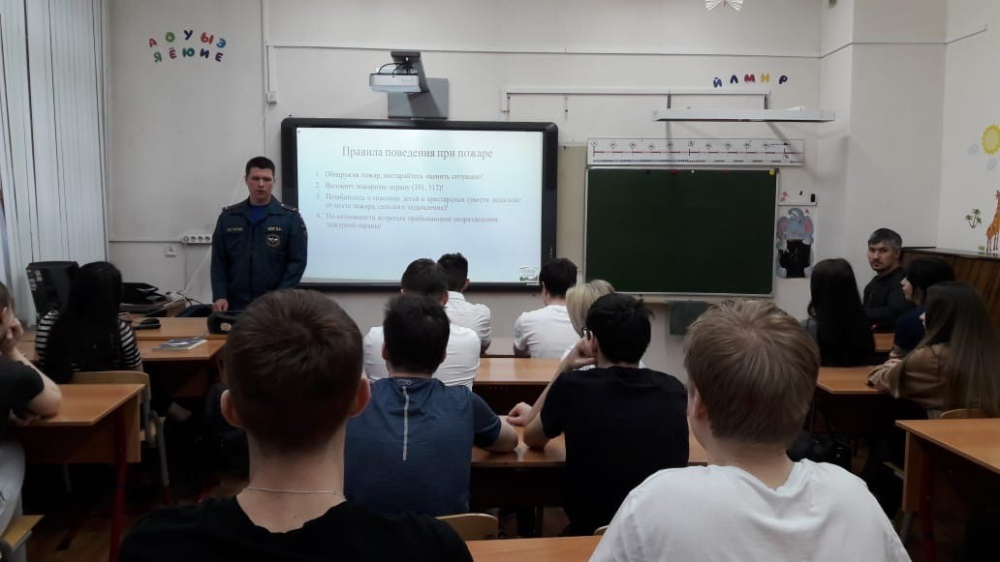 А О У Ы Э
Я Ё Ю И Е
Й Л М Н Р
Правила поведения при пожаре
1. Обнаружив пожар, постарайтесь оценить ситуацию!
2. Вызовите пожарную охрану (101, 112)!
3. Позаботьтесь о спасении детей и престарелых (увести подальше
от места пожара, сильного задымления)!
4. По возможности встретьте прибывающие подразделения
пожарной охраны!